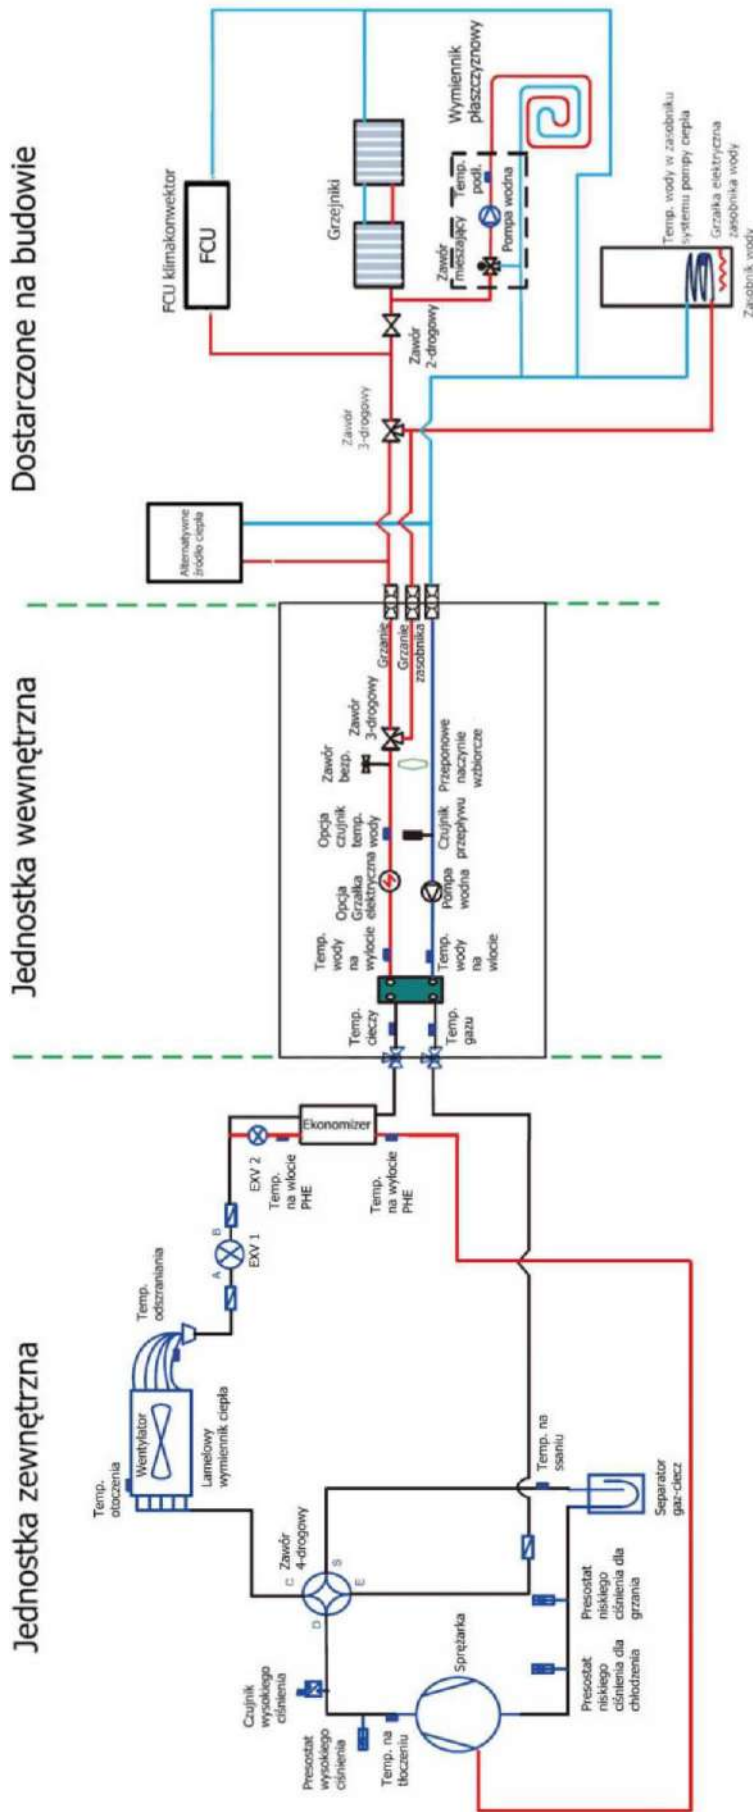 Jednostka zewnętrzna
Jednostka wewnętrzna
Dostarczone na budowie
Temp.
otoczenia
Wentylator
Lamelowy
wymiennik ciepła
Temp.
odszraniania
A
B
EXV 1
EXV 2
Temp.
na wlocie
PHE
Ekonomizer
Temp.
na wylocie
PHE
Zawór
4-drogowy
C
D
S
E
Czujnik
wysokiego
ciśnienia
Presostat
wysokiego
ciśnienia
Temp. na
tłoczeniu
Sprężarka
Presostat
niskiego
ciśnienia dla
chłodzenia
Presostat
niskiego
ciśnienia dla
grzania
Temp. na
ssaniu
Separator
gaz-ciecz
Temp.
cieczy
Temp.
gazu
Temp.
wody
na
wylocie
Temp.
wody
na
wlocie
Opcja
Grzałka
elektryczna
Pompa
wodna
Opcja
czujnik
temp.
wody
Czujnik
przepływu
Zawór
bezp.
Przeponowe
naczynie
wzbiorcze
Zawór
3-drogowy
Grzanie
Grzanie
zasobnika
Alternatywne
źródło ciepła
Zawór
3-drogowy
FCU klimakonwektor
FCU
Zawór
2-drogowy
Grzejniki
Zawór
mieszający
Temp.
podł.
Pompa wodna
Wymiennik
płaszczyznowy
Temp. wody w zasobniku
systemu pompy ciepła
Grzałka elektryczna
zasobnika wody
Zasobnik wody